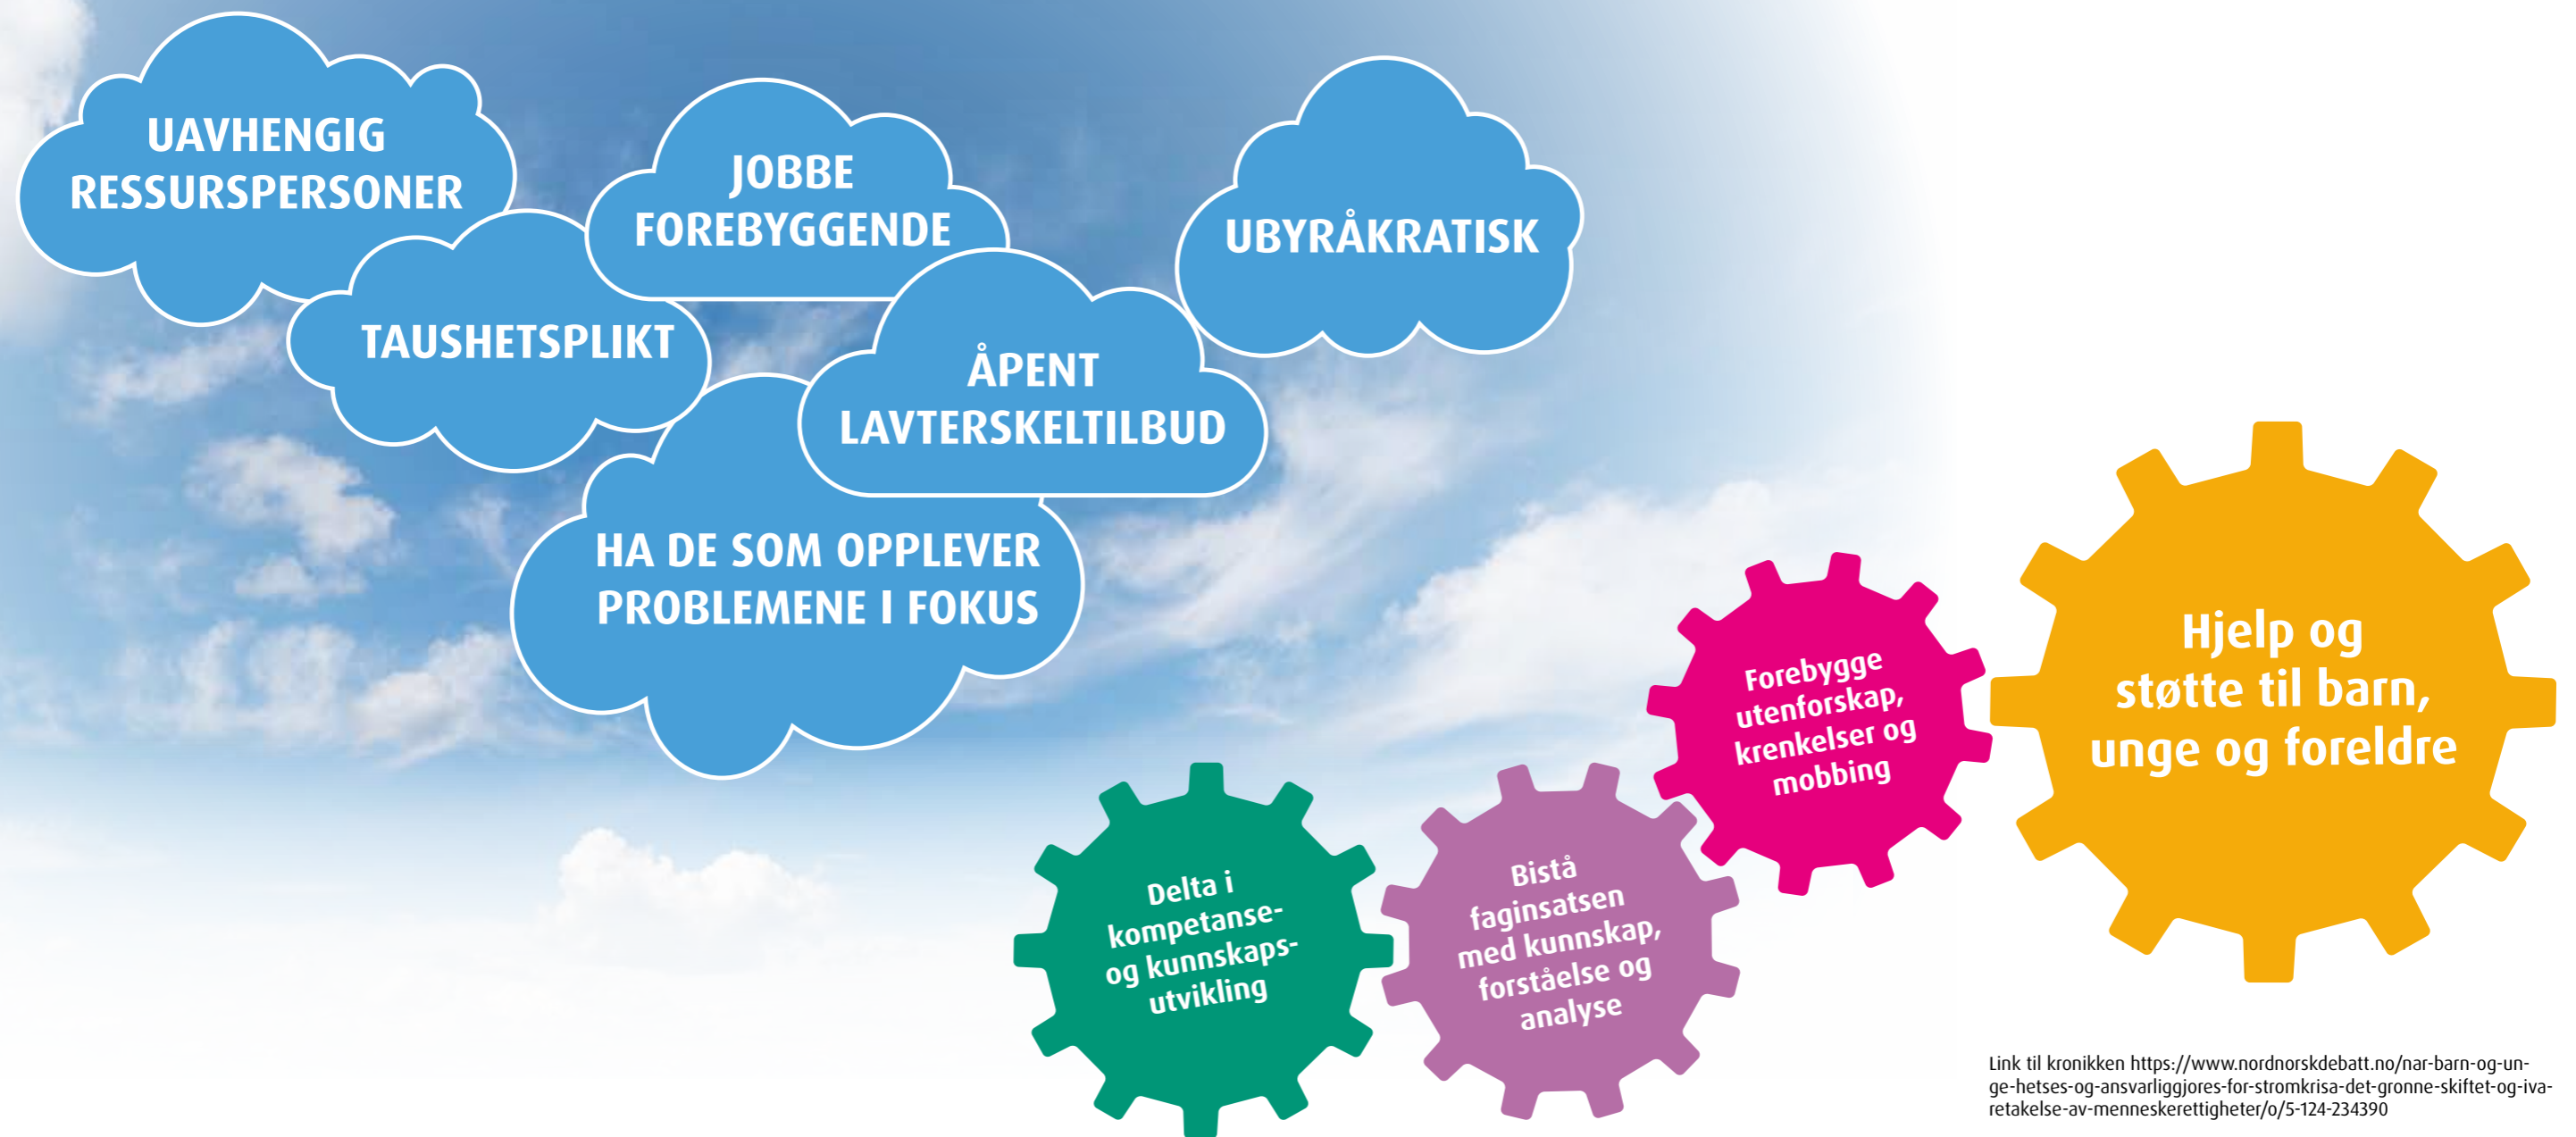 UAVHENGIG
RESSURSPERSONER
JOBBE
FOREBYGGENDE
UBYRÅKRATISK
TAUSHETSPLIKT
ÅPENT
LAVTERSKELTILBUD
HA DE SOM OPPLEVER
PROBLEMENE I FOKUS
Delta i
kompetanse-
og kunnskaps-
utvikling
Bistå
faginsatsen
med kunnskap,
forståelse og
analyse
Forebygge
utenforskap,
krenkelser og
mobbing
Hjelp og
støtte til barn,
unge og foreldre
Link til kronikken https://www.nordnorskdebatt.no/nar-barn-og-un-
ge-hetses-og-ansvarliggjores-for-stromkrisa-det-gronne-skiftet-og-iva-
retakelse-av-menneskerettigheter/o/5-124-234390